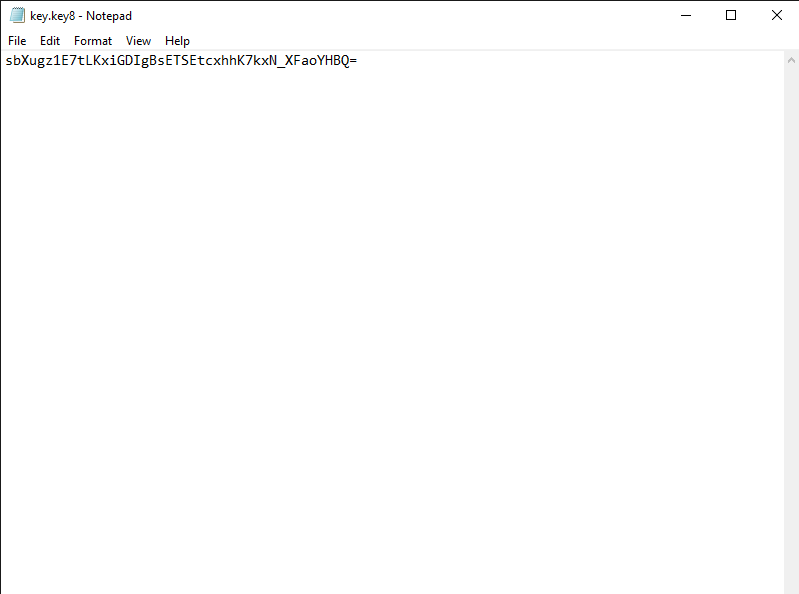 key.key8 - Notepad
File Edit Format View Help
sbXugz1E7tLKxiGDIgBsETSEtcxhhK7kxN_XFaoYHBQ=